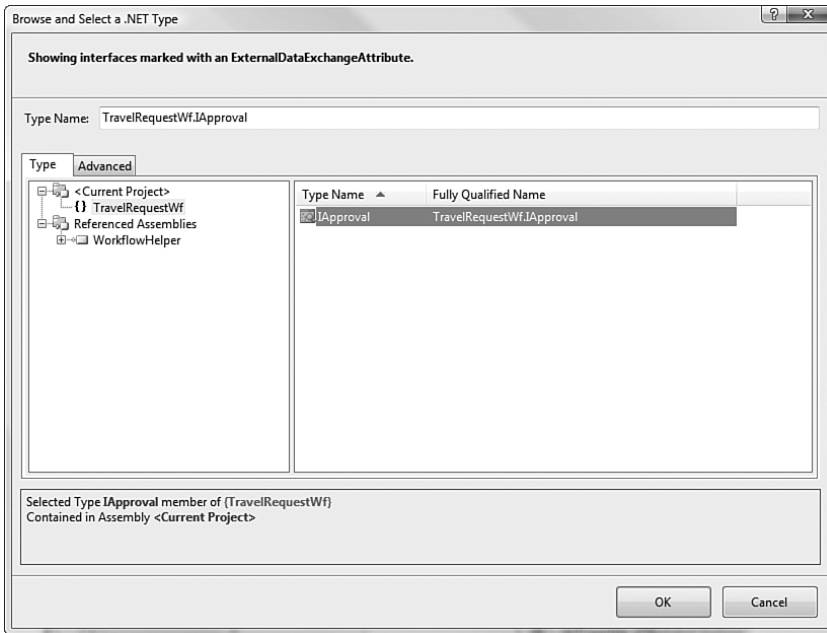 Browse and Select a .NET Type
Showing interfaces marked with an ExternalDataExchangeAttribute.
Type Name: TravelRequestWf.IApproval
Type Advanced
<Current Project>
{} TravelRequestWf
Referenced Assemblies
WorkflowHelper
Type Name Fully Qualified Name
IApproval TravelRequestWf.IApproval
Selected Type IApproval member of {TravelRequestWf}
Contained in Assembly <Current Project>
OK Cancel